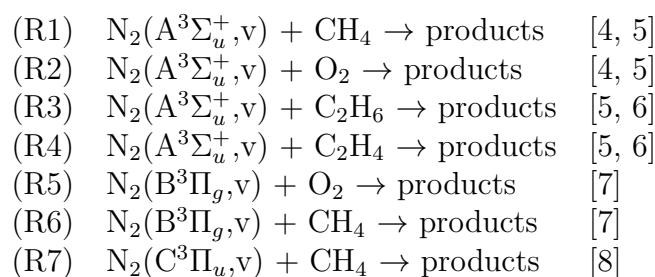 (R1) N₂(A³Σᵤ⁺,v) + CH₄ → products [4, 5]
(R2) N₂(A³Σᵤ⁺,v) + O₂ → products [4,5]
(R3) N₂(A³Σᵤ⁺,v) + C₂H₆ → products [5, 6]
(R4) N₂(A³Σᵤ⁺,v) + C₂H₄ → products [5, 6]
(R5) N₂(B³Π_g,v) + O₂ → products [7]
(R6) N₂(B³Π_g,v) + CH₄ → products [7]
(R7) N₂(C³Πᵤ,v) + CH₄ → products [8]